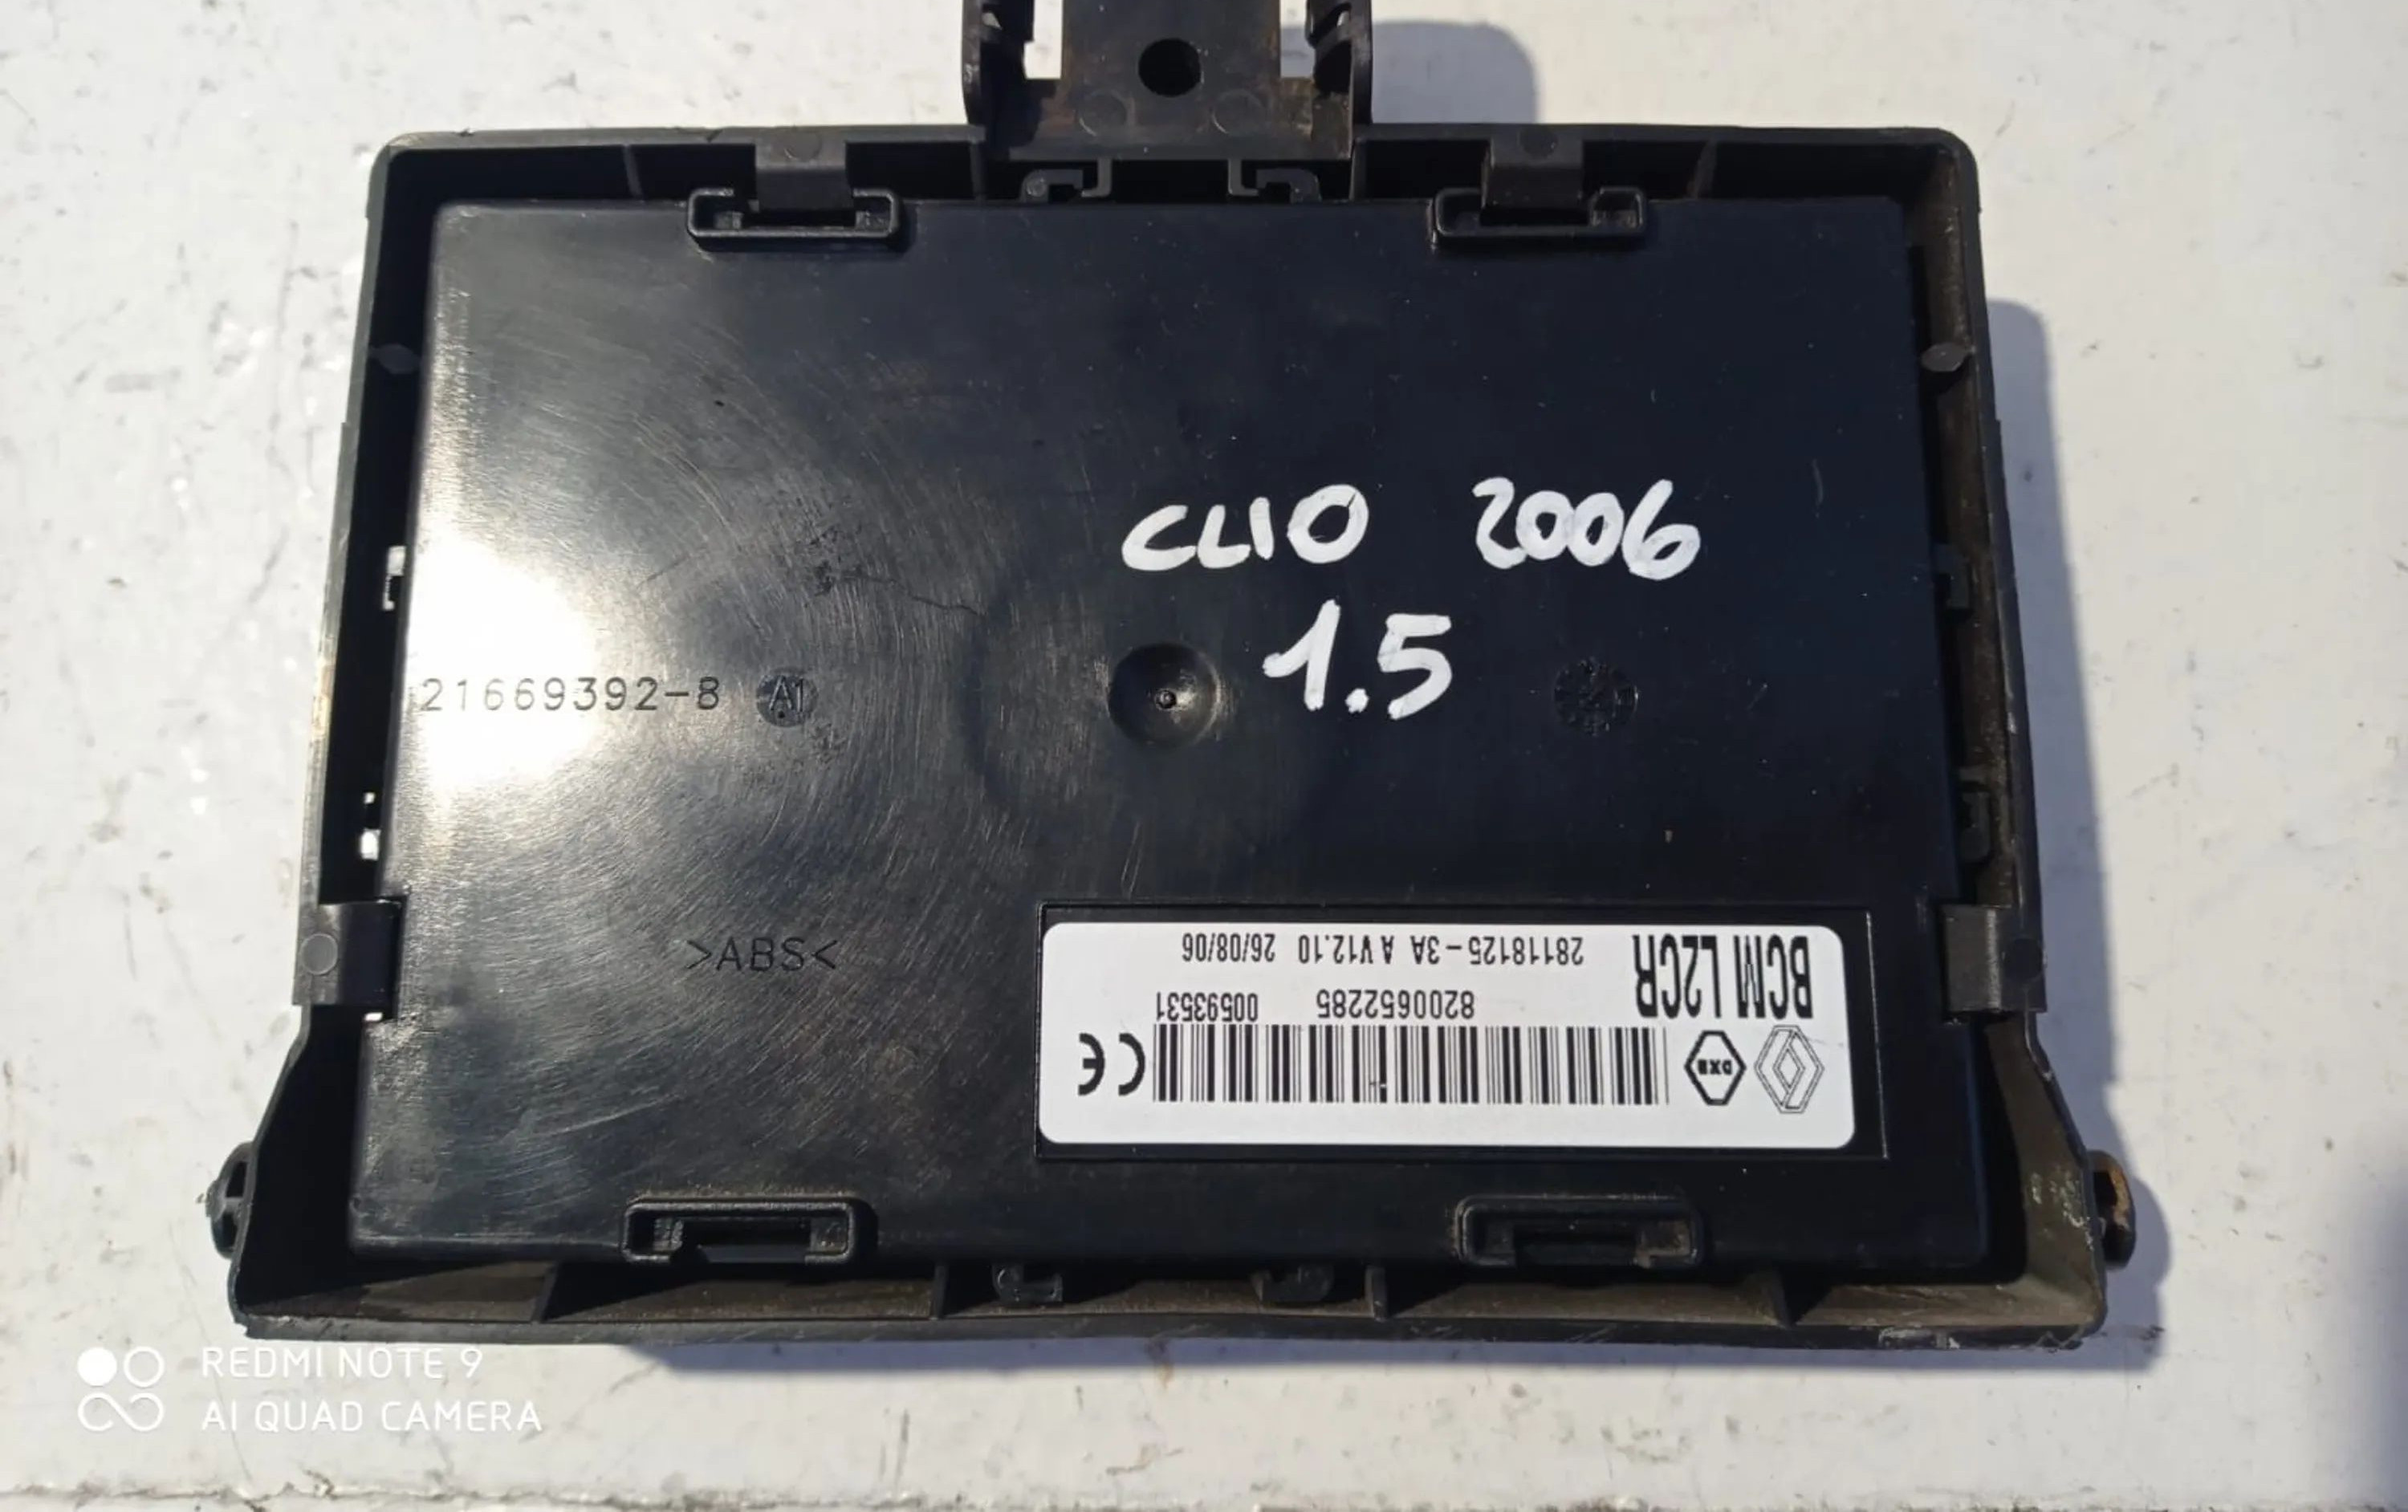 CLIO 2006
1.5
21669392-8 A1
>ABS<
BCM L2CR
28118125-3A A V12.10 26/08/06
8200652285 00593531
CE
REDMI NOTE 9
AI QUAD CAMERA